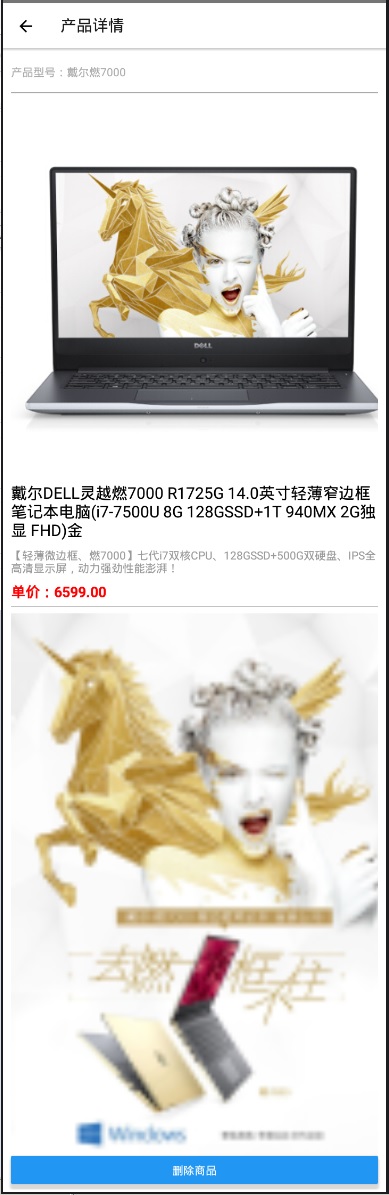 产品详情
产品型号：戴尔燃7000
DELL
戴尔DELL灵越燃7000 R1725G 14.0英寸轻薄窄边框
笔记本电脑(i7-7500U 8G 128GSSD+1T 940MX 2G独
显 FHD)金
【轻薄微边框、燃7000】七代i7双核CPU、128GSSD+500G双硬盘、IPS全
高清显示屏，动力强劲性能澎湃！
单价：6599.00
去燃 框不住
Windows
删除商品